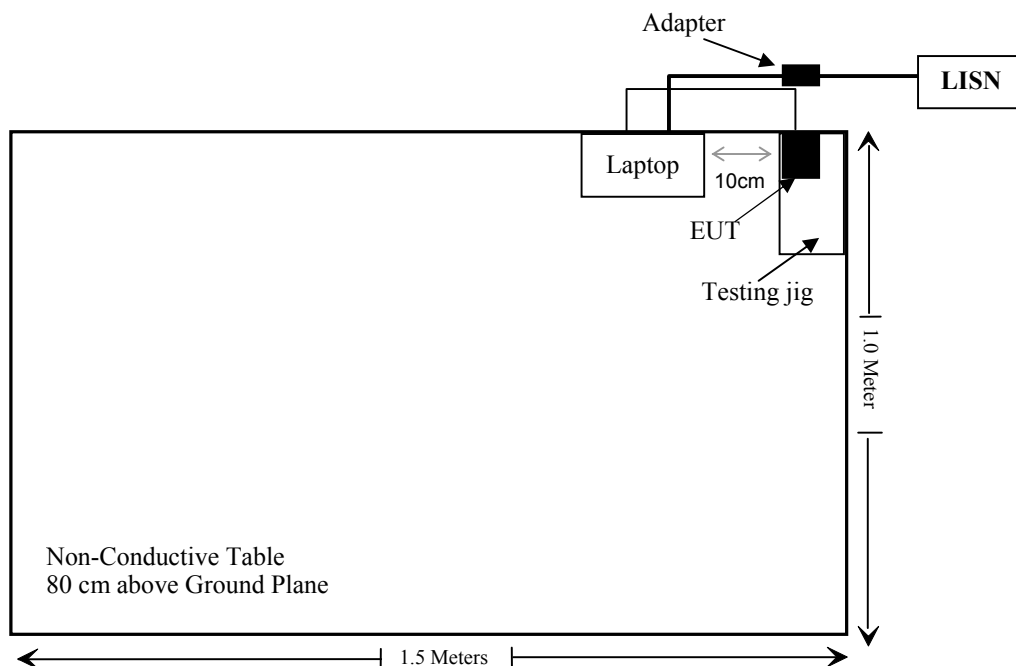 Adapter
LISN
Laptop
10cm
EUT
Testing jig
1.0 Meter
Non-Conductive Table
80 cm above Ground Plane
1.5 Meters